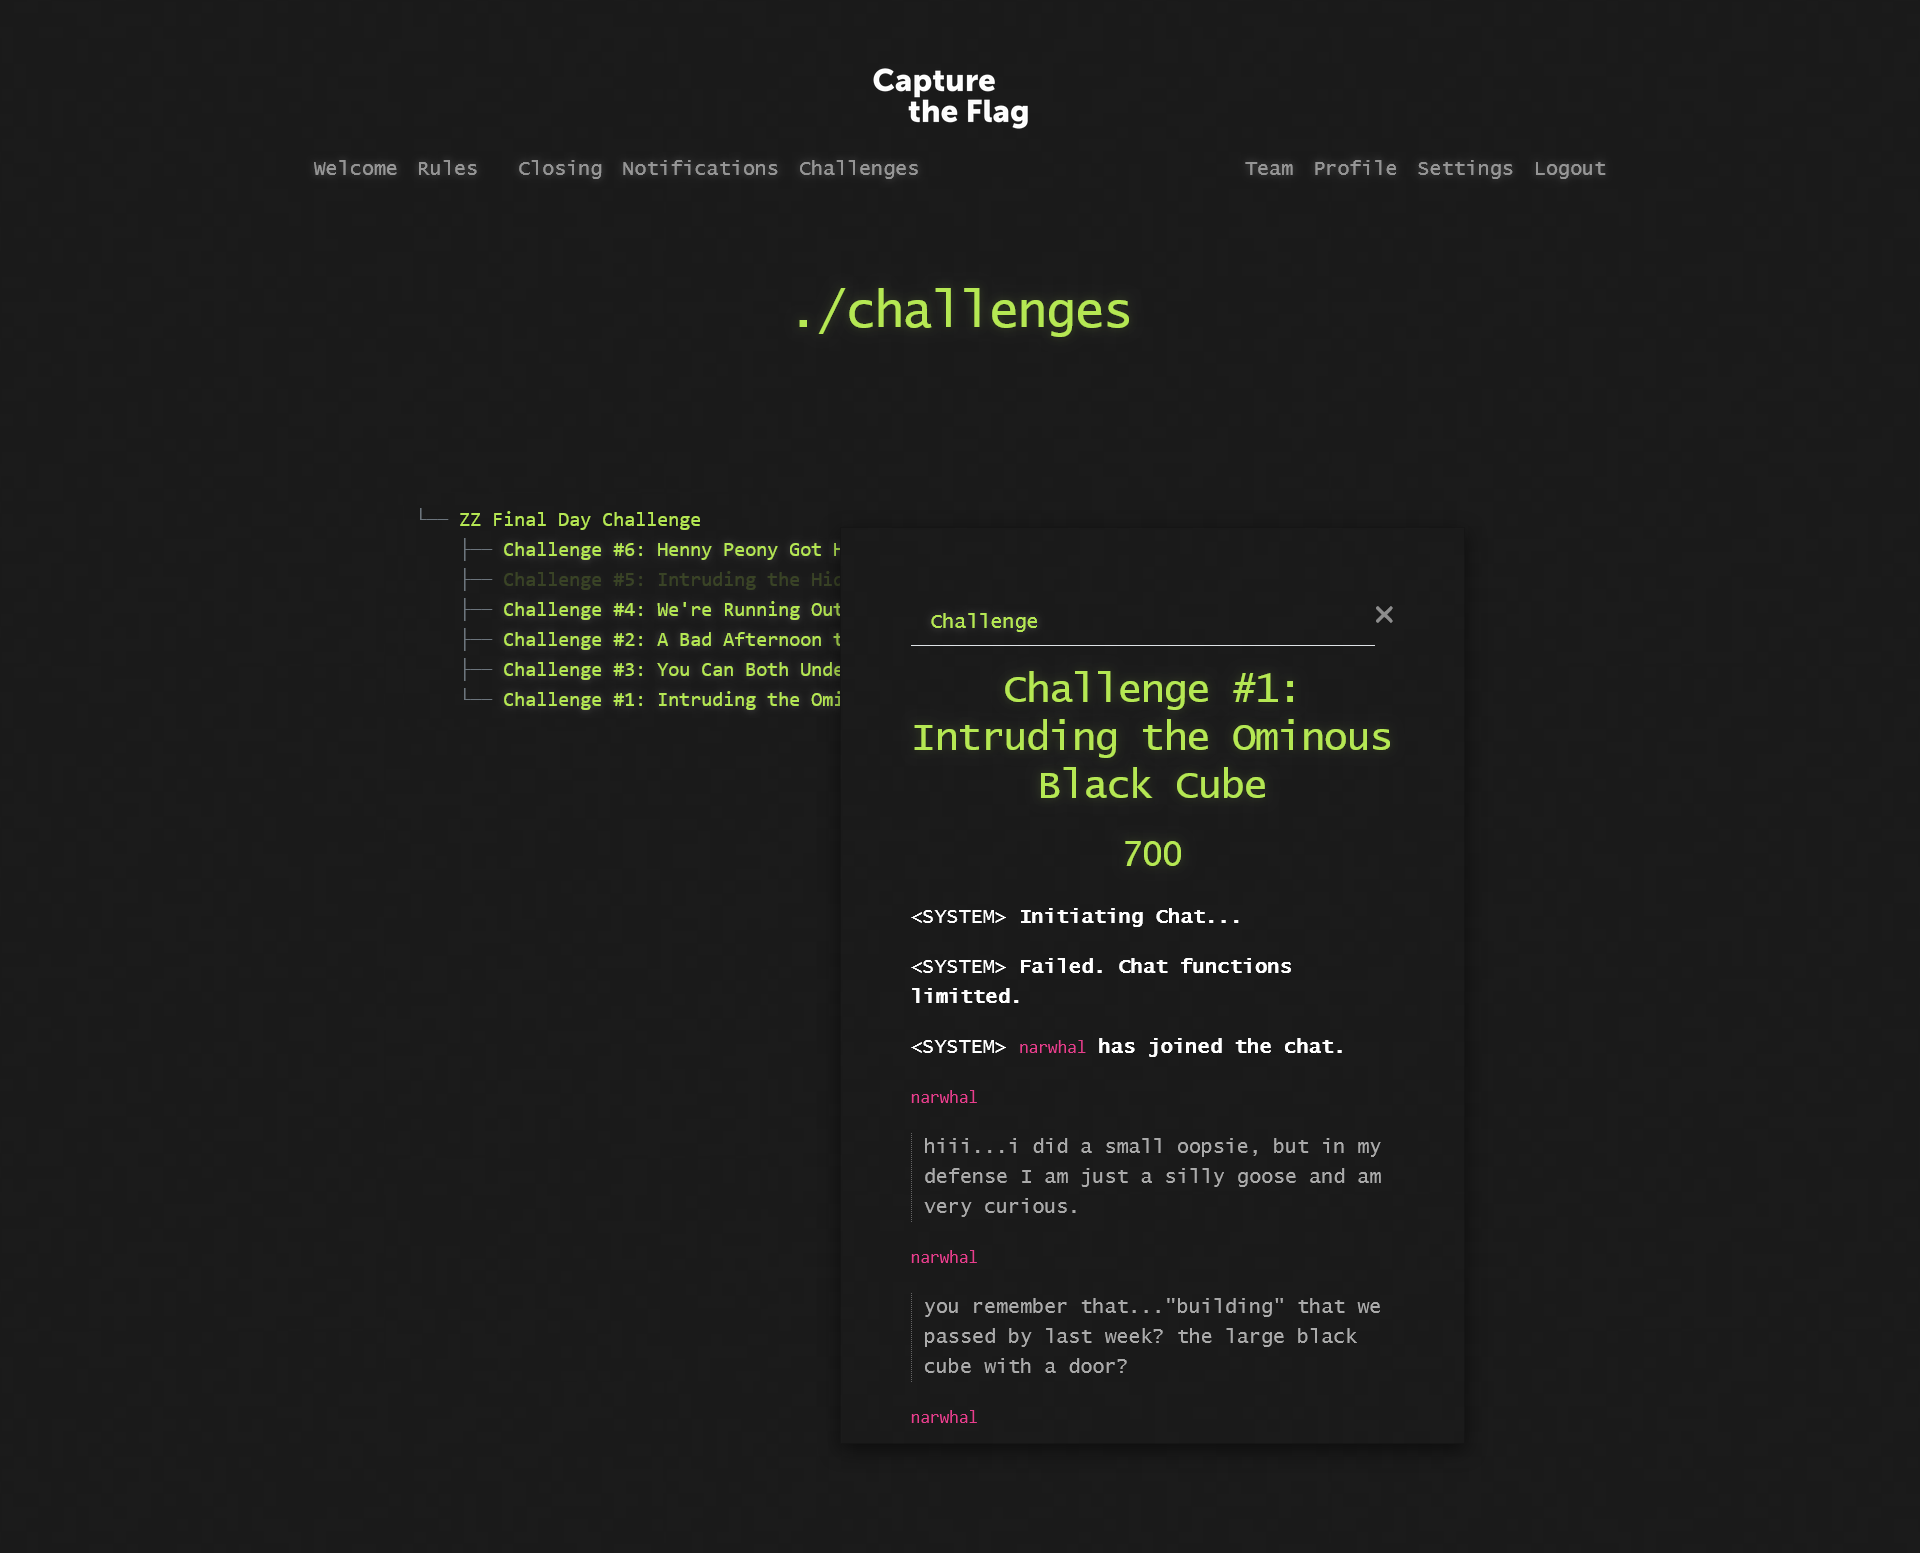 Capture
the Flag
Welcome Rules Closing Notifications Challenges Team Profile Settings Logout
./challenges
└── ZZ Final Day Challenge
├── Challenge #6: Henny Peony Got
├── Challenge #5: Intruding the
├── Challenge #4: We're Running Out
├── Challenge #2: A Bad Afternoon
├── Challenge #3: You Can Both
└── Challenge #1: Intruding the
Challenge ×
Challenge #1:
Intruding the Ominous
Black Cube
700
<SYSTEM> Initiating Chat...
<SYSTEM> Failed. Chat functions
limitted.
<SYSTEM> narwhal has joined the chat.
narwhal
hiii...i did a small oopsie, but in my
defense I am just a silly goose and am
very curious.
narwhal
you remember that..."building" that we
passed by last week? the large black
cube with a door?
narwhal